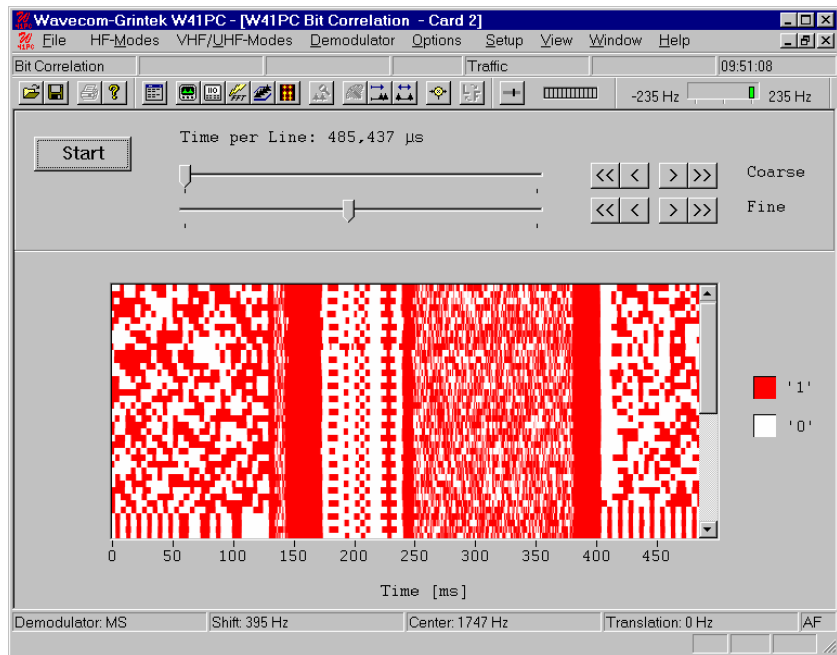 Wavecom-Grintek W41PC - [W41PC Bit Correlation - Card 2]
File HF-Modes VHF/UHF-Modes Demodulator Options Setup View Window Help
Bit Correlation Traffic 09:51:08
-235 Hz 235 Hz
Time per Line: 485,437 µs
Start
<< < > >> Coarse
<< < > >> Fine
'1'
'0'
0 50 100 150 200 250 300 350 400 450
Time [ms]
Demodulator: MS Shift: 395 Hz Center: 1747 Hz Translation: 0 Hz AF